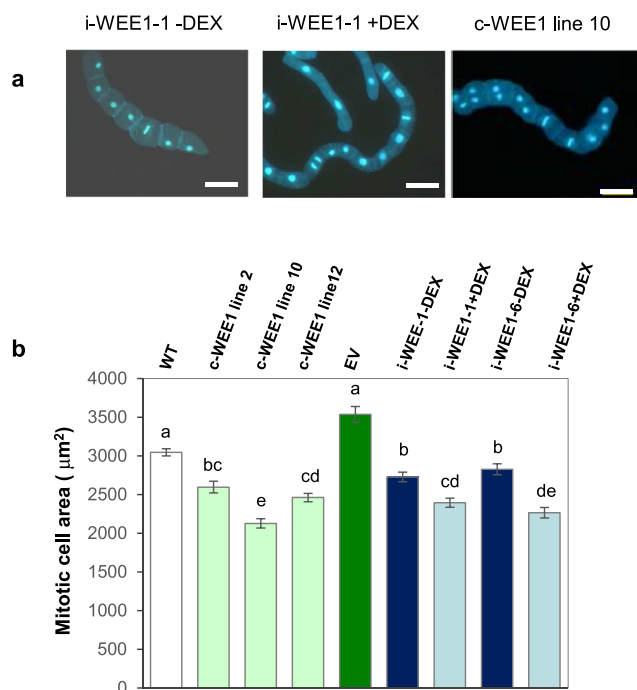 i-WEE1-1 -DEX i-WEE1-1 +DEX c-WEE1 line 10
a
b
WT c-WEE1 line 2 c-WEE1 line 10 c-WEE1 line12 EV i-WEE-1-DEX i-WEE1-1+DEX i-WEE1-6-DEX i-WEE1-6+DEX
Mitotic cell area ( μm²)
4000
3500
3000
2500
2000
1500
1000
500
0
a bc e cd a b cd b de